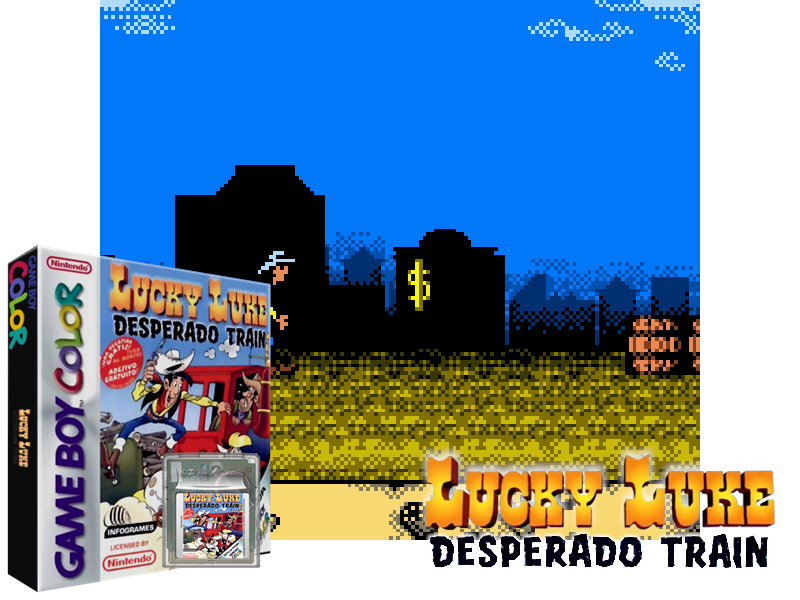 $
Nintendo
GAME BOY
COLOR
LUCKY LUKE
LUCKY LUKE
DESPERADO TRAIN
ADESIVO
GRATUITO!
GAME BOY COLOR
INFOGRAMES
LICENSED BY
Nintendo
LUCKY LUKE
DESPERADO TRAIN
LUCKY LUKE
DESPERADO TRAIN